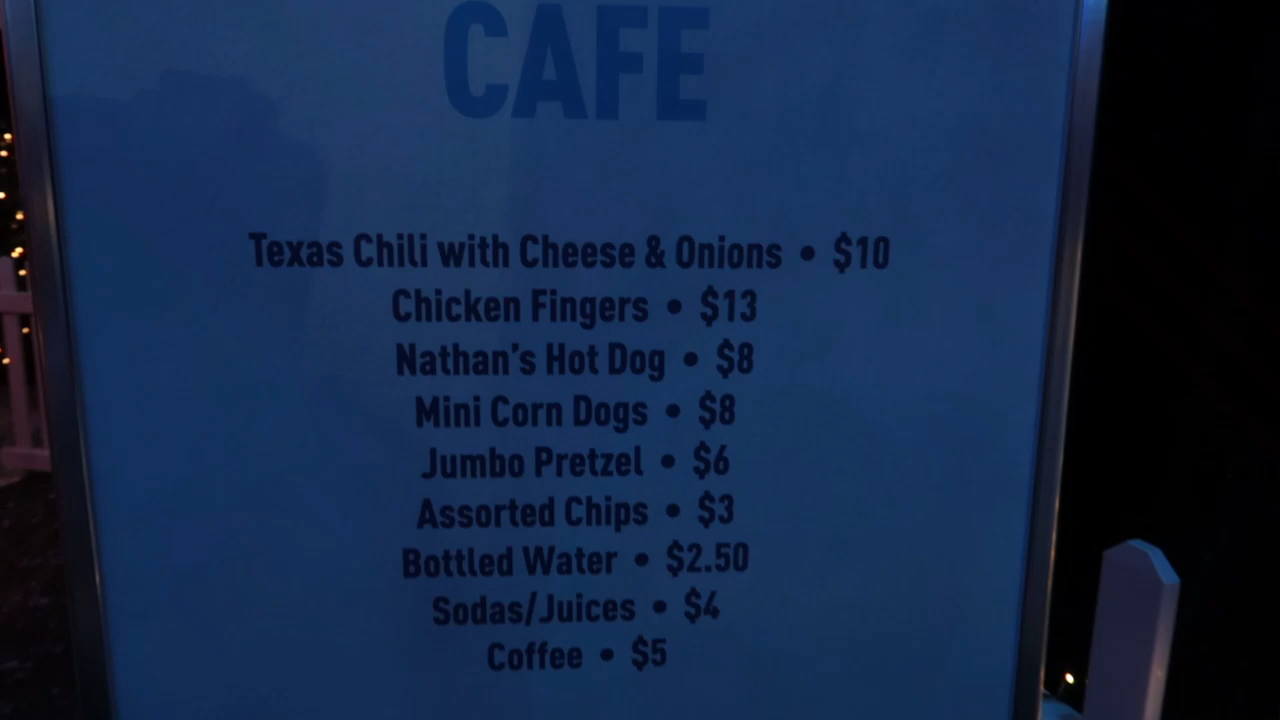 CAFE
Texas Chili with Cheese & Onions • $10
Chicken Fingers • $13
Nathan’s Hot Dog • $8
Mini Corn Dogs • $8
Jumbo Pretzel • $6
Assorted Chips • $3
Bottled Water • $2.50
Sodas/Juices • $4
Coffee • $5